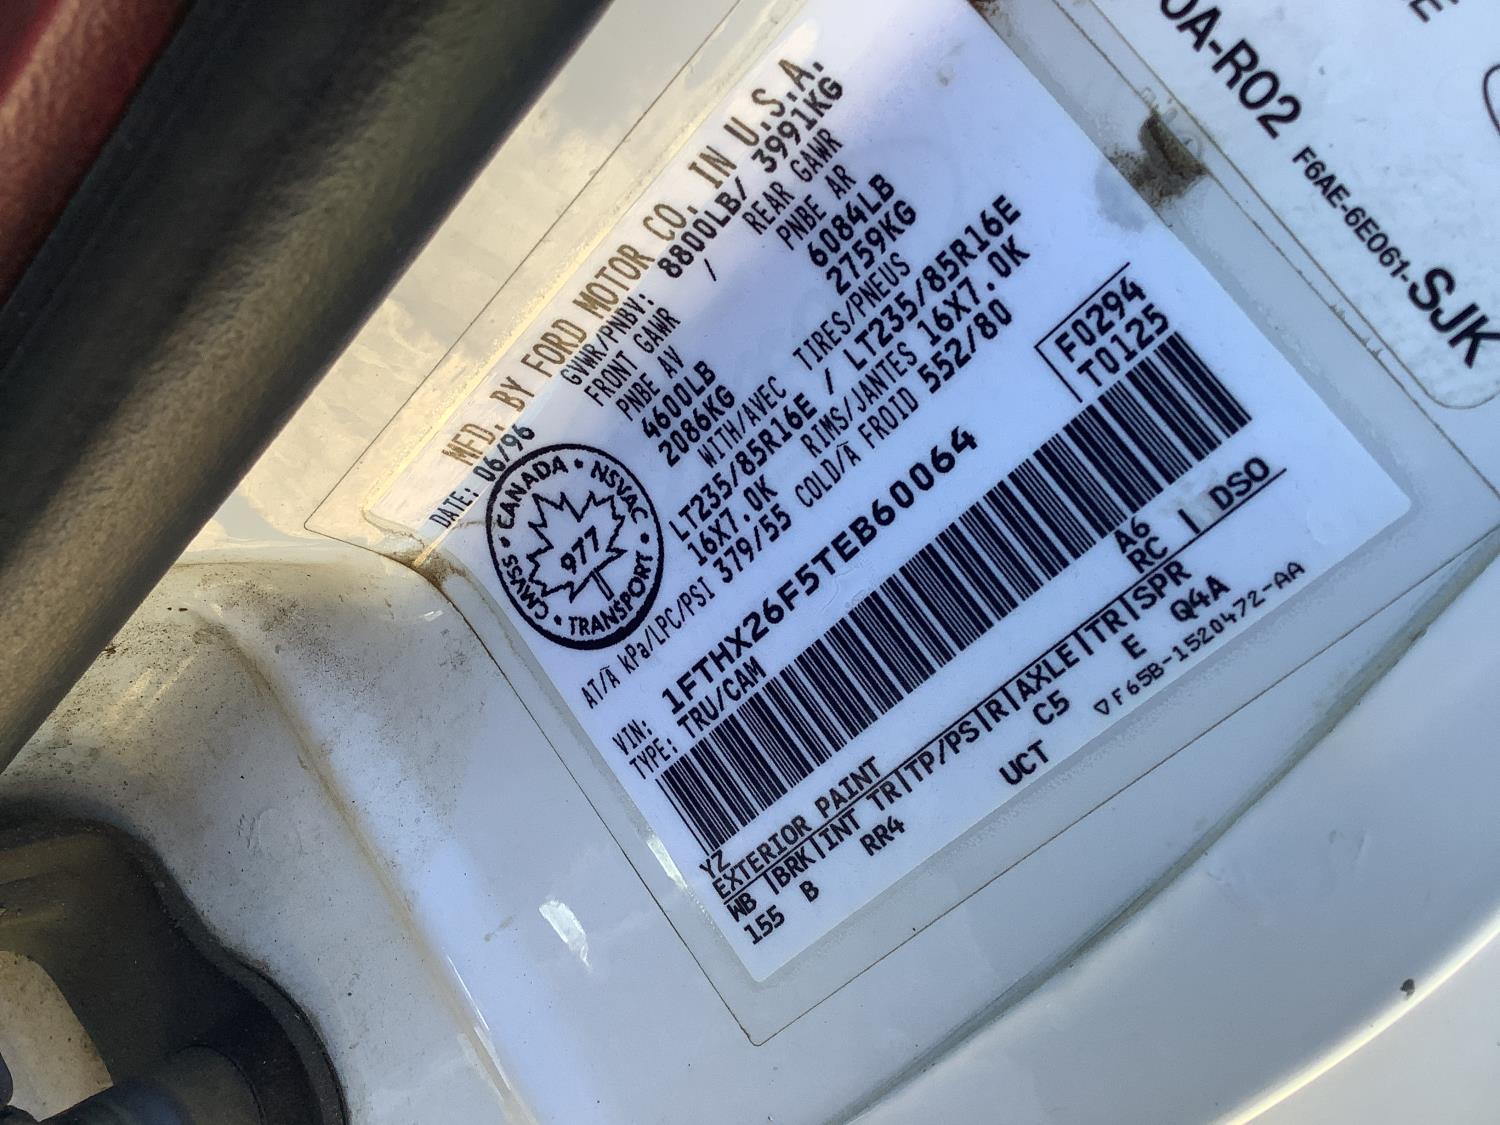 MFD. BY FORD MOTOR CO. IN U.S.A.
DATE: 06/96 GVWR/PNBV: 8800LB/ 3991KG
FRONT GAWR / REAR GAWR
PNBE AV PNBE AR
4600LB 6084LB
2086KG 2759KG
WITH/AVEC TIRES/PNEUS
LT235/85R16E / LT235/85R16E
16X7.0K RIMS/JANTES 16X7.0K
AT/À kPa/LPC/PSI 379/55 COLD/À FROID 552/80
CANADA • NSVAC • TRANSPORT • CMVSS •
977
VIN: 1FTHX26F5TEB60064
TYPE: TRU/CAM
F0294
T0125
YZ A6
EXTERIOR PAINT RC | DSO
WB |BRK|INT TR|TP/PS|R|AXLE|TR|SPR
155 B RR4 C5 E Q4A
UCT
▽F65B-1520472-AA
0A-R02
F6AE-6E061-SJK
E